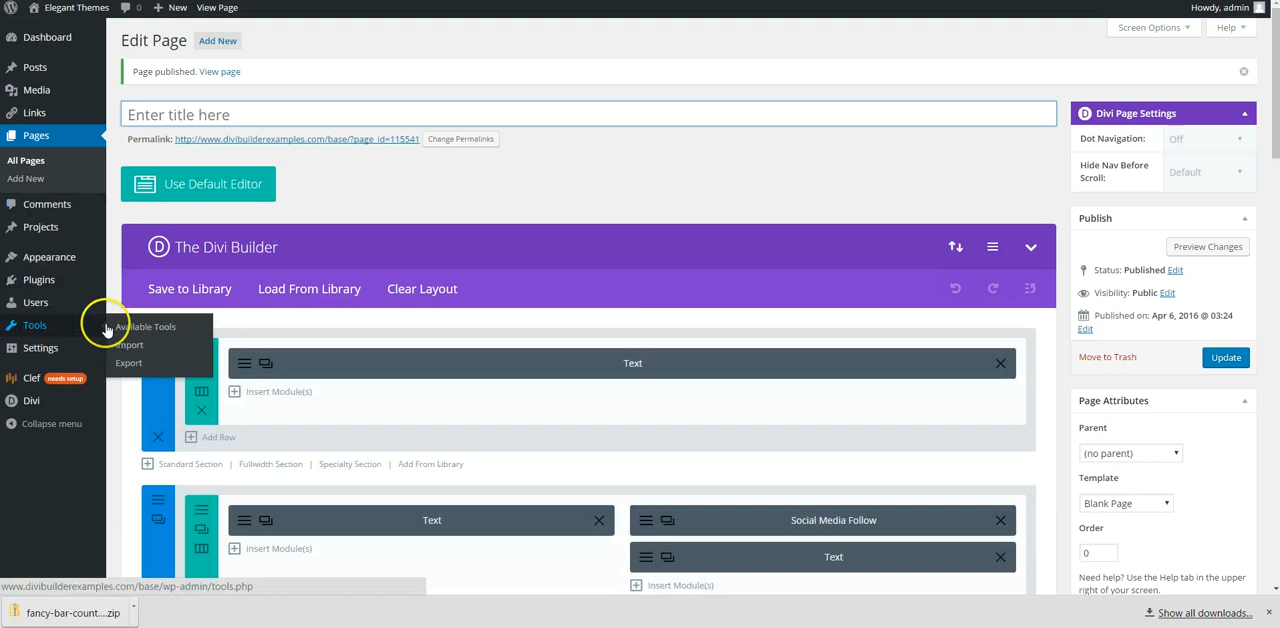 Elegant Themes 0 New View Page Howdy, admin
Dashboard
Posts
Media
Links
Pages
All Pages
Add New
Comments
Projects
Appearance
Plugins
Users
Tools
Settings
Clef needs setup
Divi
Collapse menu
Available Tools
Import
Export
Screen Options Help
Edit Page Add New
Page published. View page
Enter title here
Permalink: http://www.divibuilderexamples.com/base/?page_id=115541 Change Permalinks
Use Default Editor
D The Divi Builder
Save to Library Load From Library Clear Layout
Text
Insert Module(s)
Add Row
Standard Section | Fullwidth Section | Specialty Section | Add From Library
Text Social Media Follow
Insert Module(s) Text
Insert Module(s)
D Divi Page Settings
Dot Navigation: Off
Hide Nav Before Scroll: Default
Publish
Preview Changes
Status: Published Edit
Visibility: Public Edit
Published on: Apr 6, 2016 @ 03:24
Edit
Move to Trash Update
Page Attributes
Parent
(no parent)
Template
Blank Page
Order
0
Need help? Use the Help tab in the upper
right of your screen.
www.divibuilderexamples.com/base/wp-admin/tools.php
fancy-bar-count....zip Show all downloads...